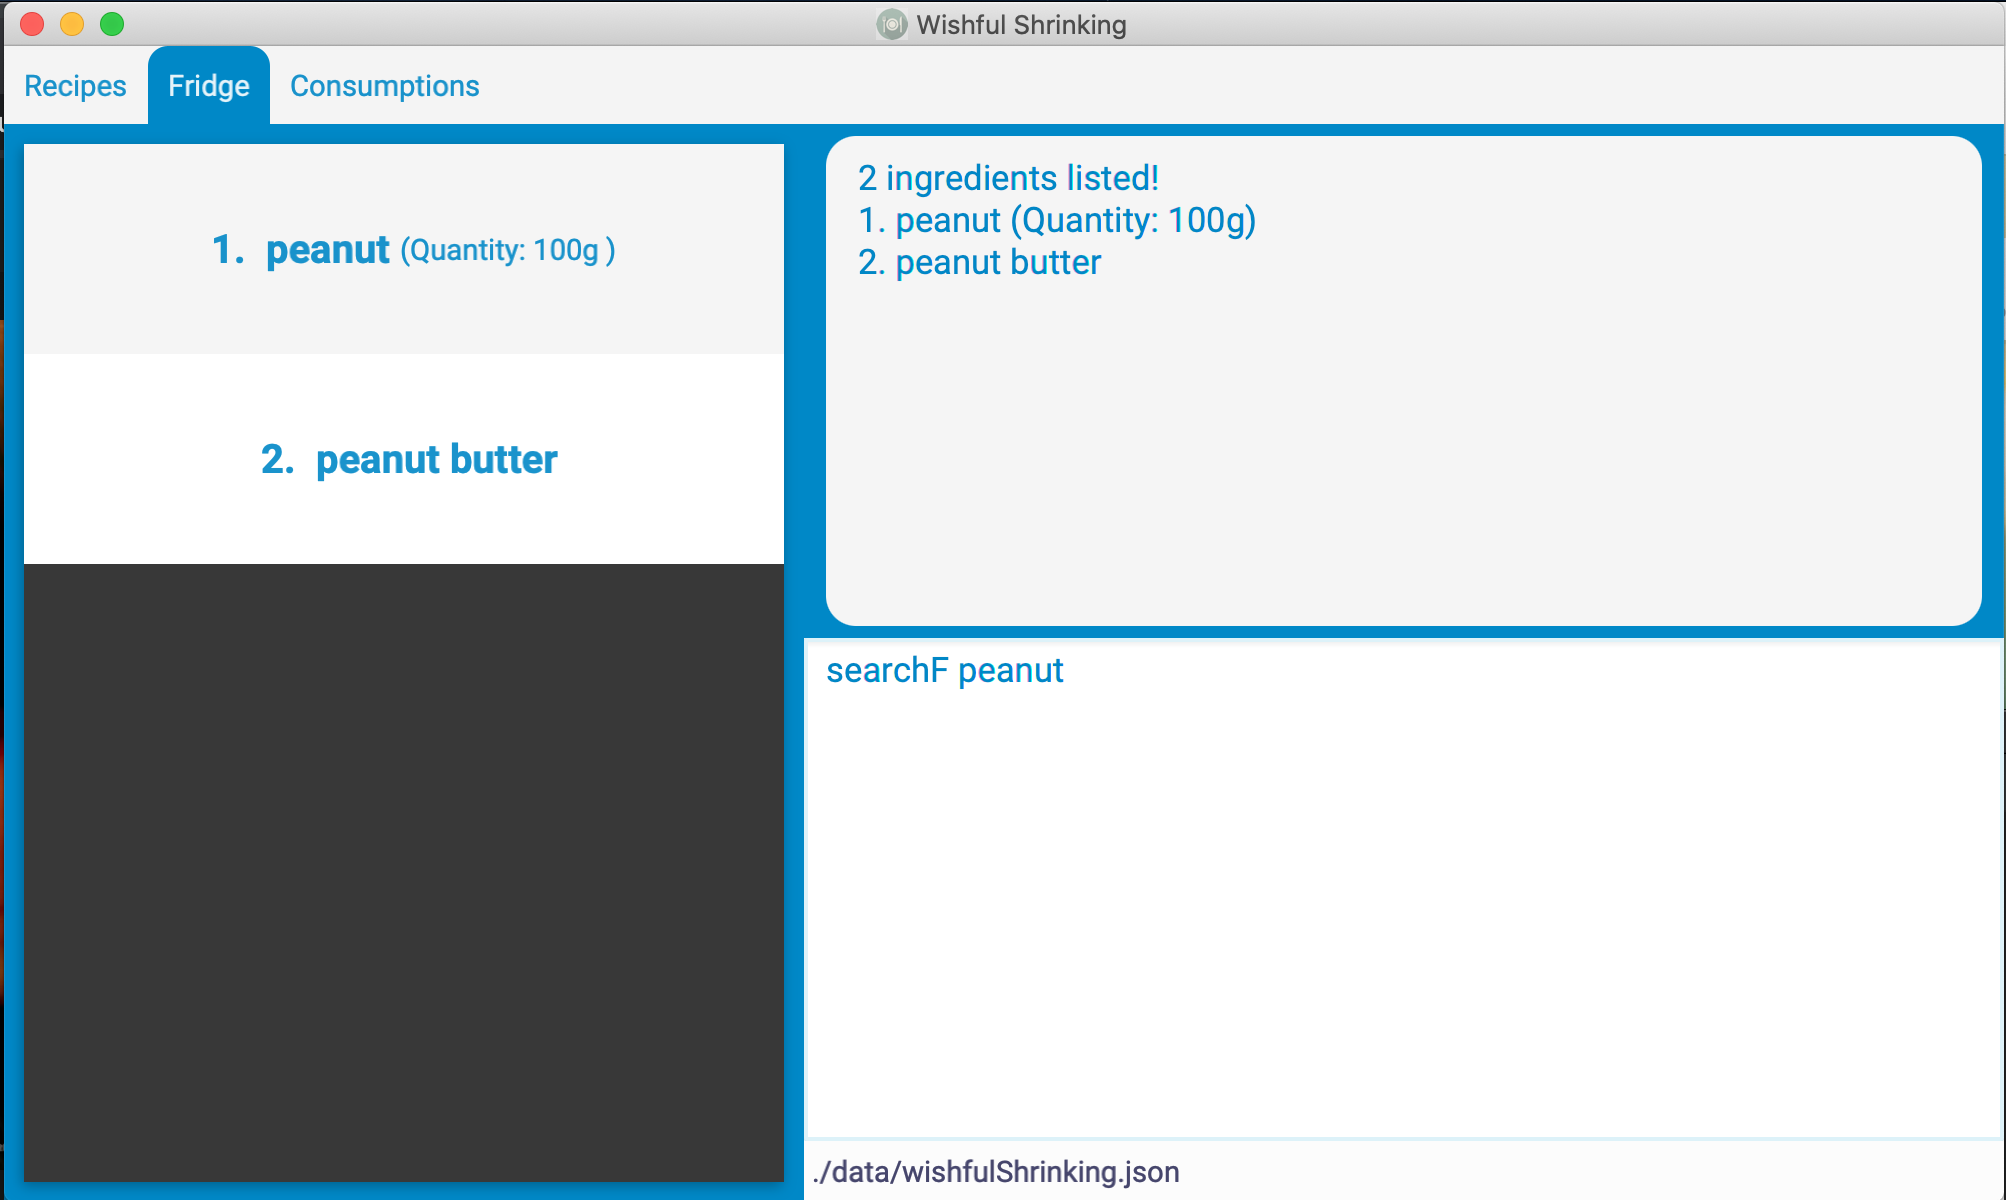 Wishful Shrinking
Recipes Fridge Consumptions
1. peanut (Quantity: 100g )
2. peanut butter
2 ingredients listed!
1. peanut (Quantity: 100g)
2. peanut butter
searchF peanut
./data/wishfulShrinking.json